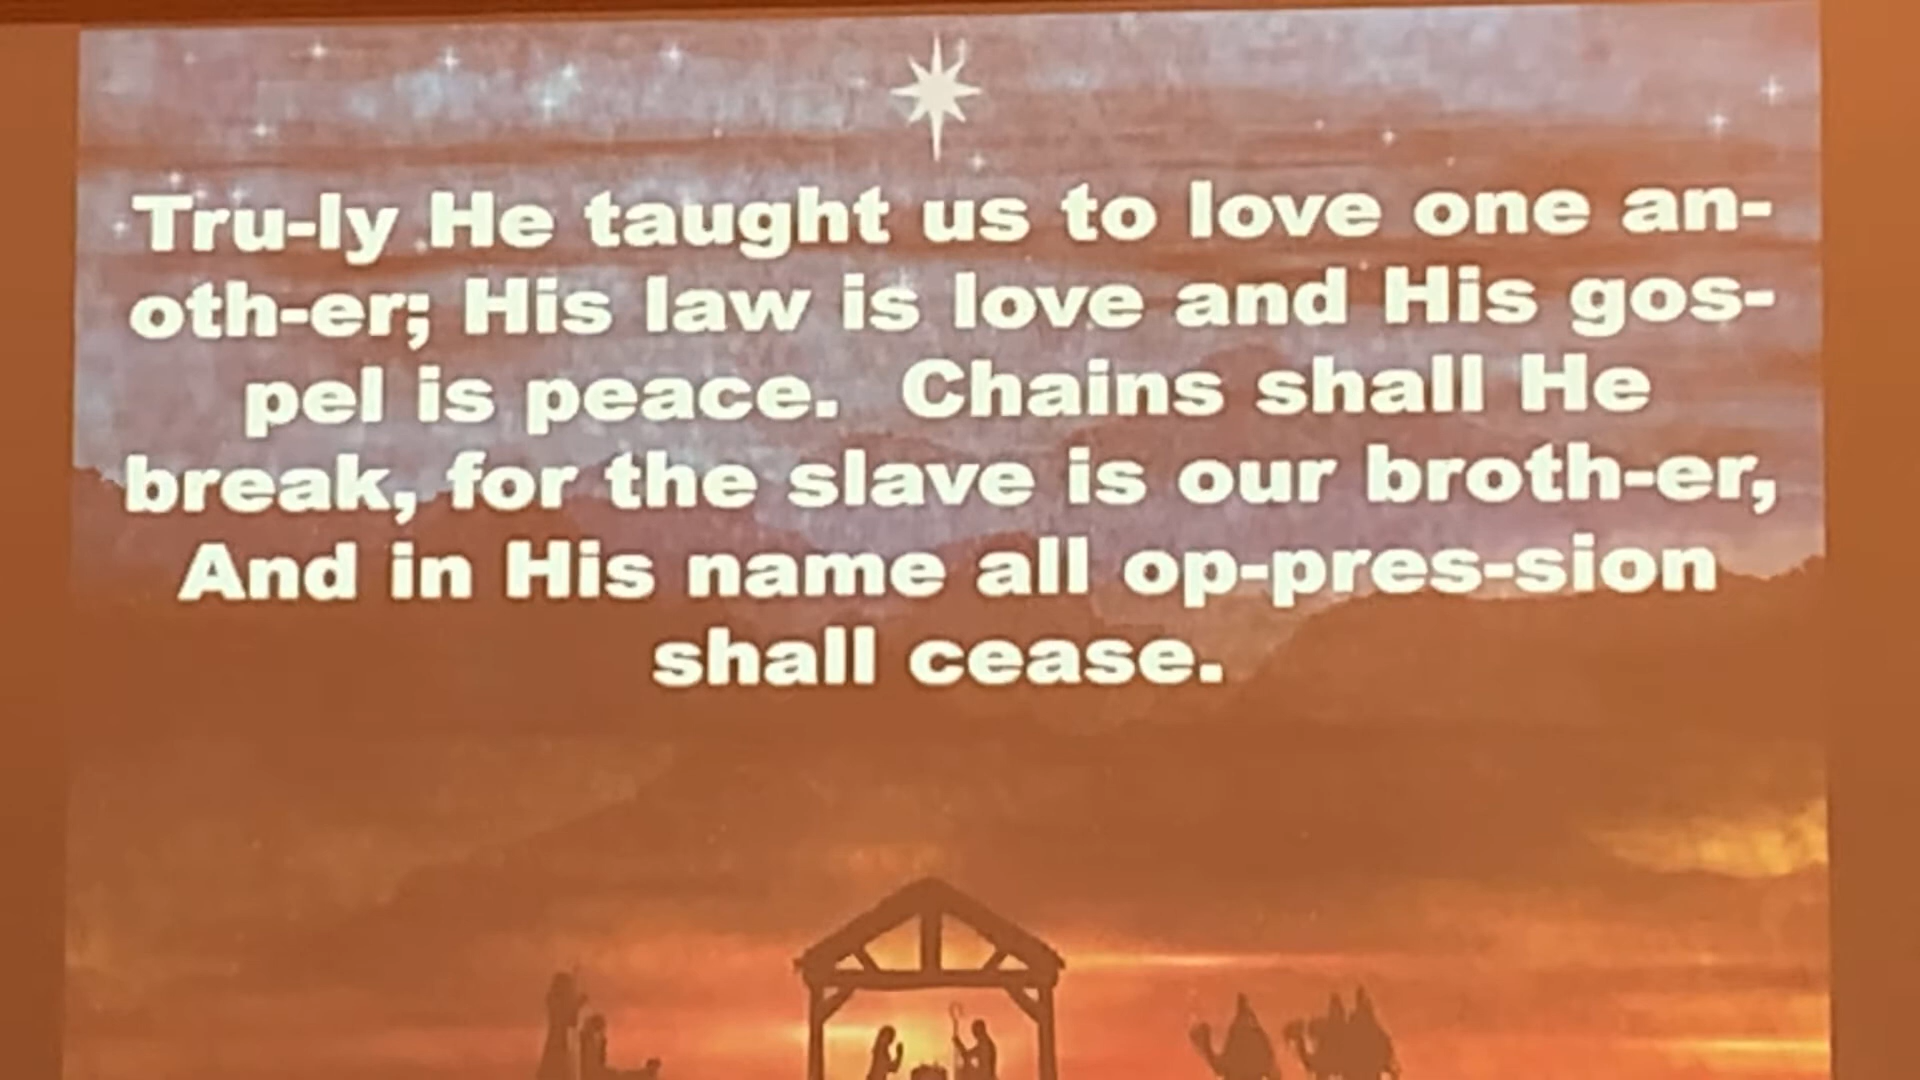 Tru-ly He taught us to love one an-
oth-er; His law is love and His gos-
pel is peace.  Chains shall He
break, for the slave is our broth-er,
And in His name all op-pres-sion
shall cease.